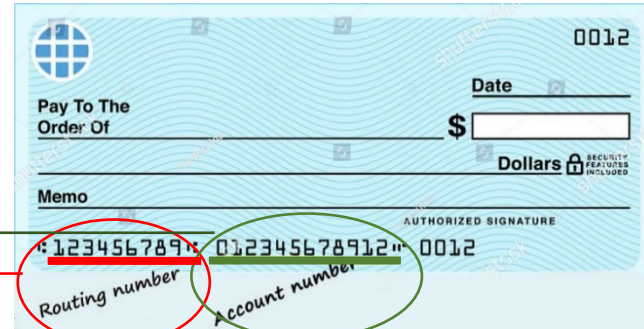 0012
Date
Pay To The
Order Of
$
Dollars
SECURITY
FEATURES
INCLUDED
Memo
AUTHORIZED SIGNATURE
⑆123456789⑆ 012345678912⑈ 0012
Routing number
Account number
shutterstock